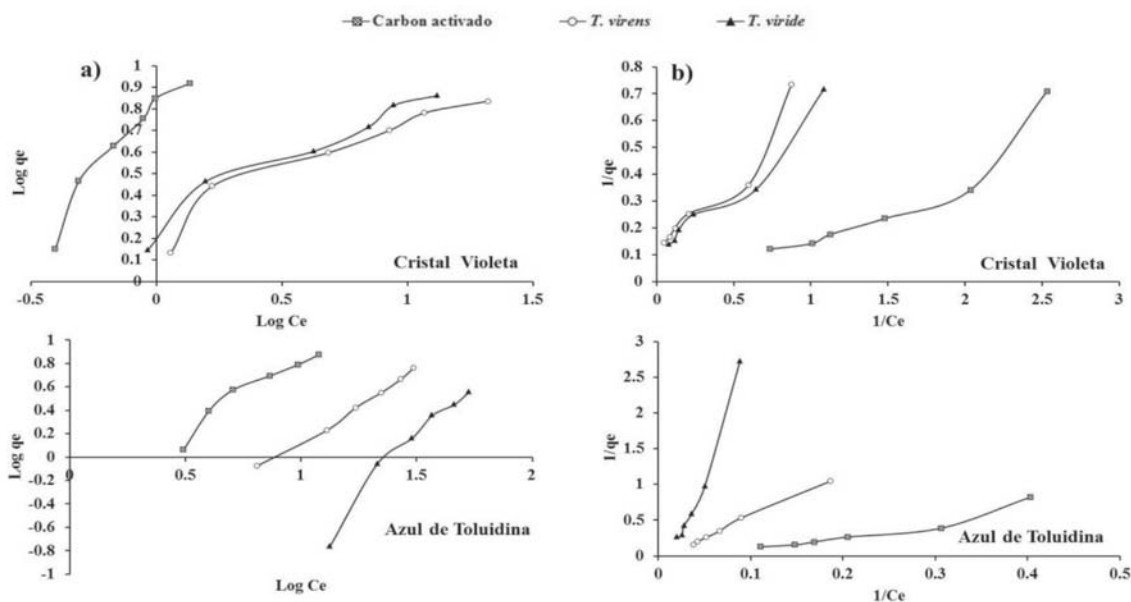 Carbon activado T. virens T. viride
a)
1
0.9
0.8
0.7
0.6
0.5
0.4
0.3
0.2
0.1
0
Log qe
-0.5 0 0.5 1 1.5
Log Ce
Cristal Violeta
b)
0.8
0.7
0.6
0.5
0.4
0.3
0.2
0.1
0
1/qe
0 0.5 1 1.5 2 2.5 3
1/Ce
Cristal Violeta
1
0.8
0.6
0.4
0.2
0
-0.2
-0.4
-0.6
-0.8
-1
Log qe
0 0.5 1 1.5 2
Log Ce
Azul de Toluidina
3
2.5
2
1.5
1
0.5
0
1/qe
0 0.1 0.2 0.3 0.4 0.5
1/Ce
Azul de Toluidina